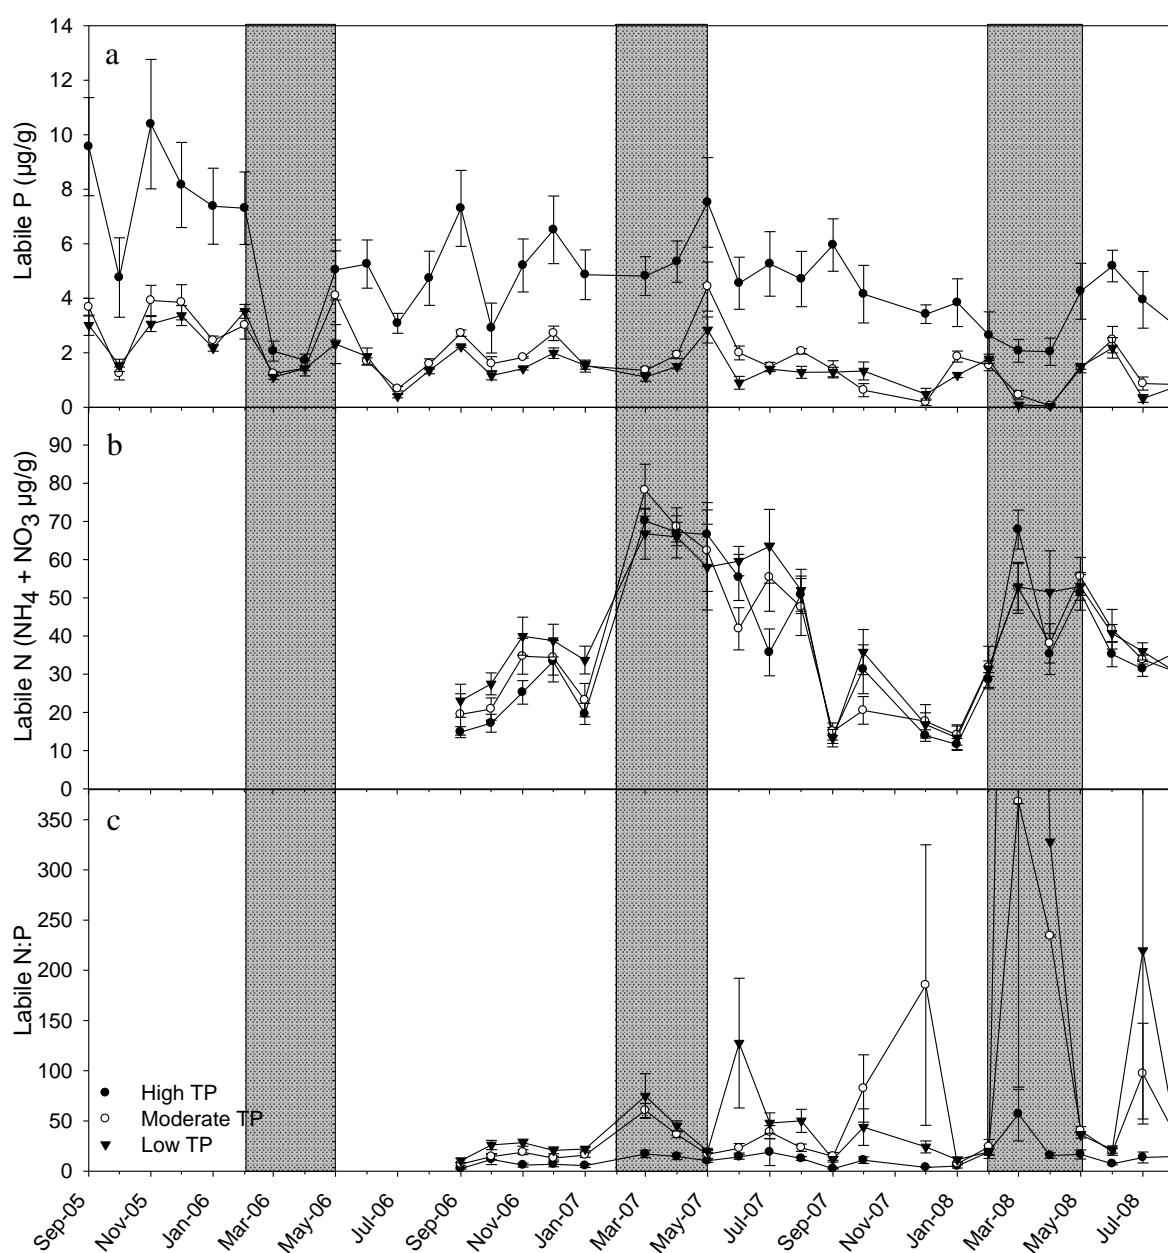 14
a
12
10
8
6
4
2
0
Labile P (µg/g)
b
90
80
70
60
50
40
30
20
10
0
Labile N (NH4 + NO3 µg/g)
c
350
300
250
200
150
100
50
0
Labile N:P
High TP
Moderate TP
Low TP
Sep-05
Nov-05
Jan-06
Mar-06
May-06
Jul-06
Sep-06
Nov-06
Jan-07
Mar-07
May-07
Jul-07
Sep-07
Nov-07
Jan-08
Mar-08
May-08
Jul-08